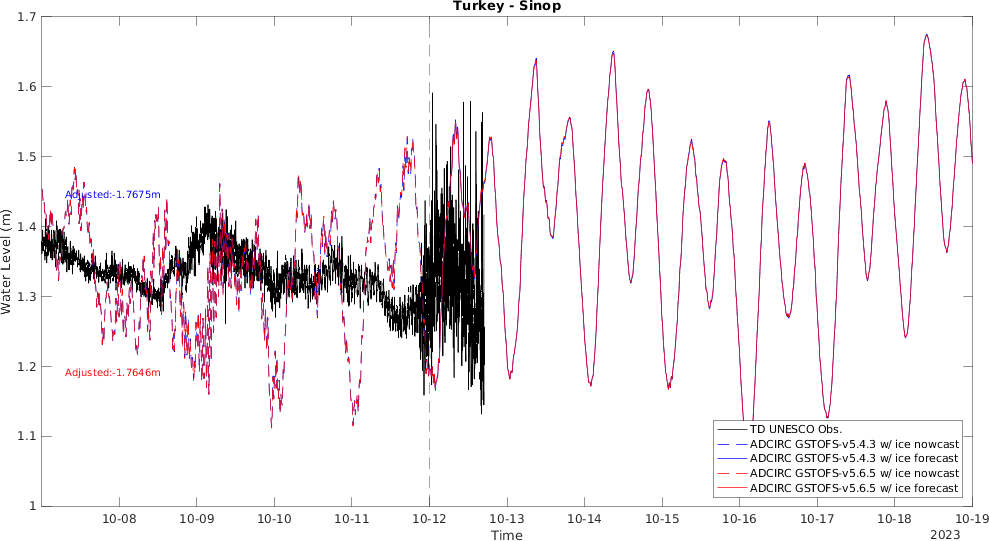 Turkey - Sinop
1.7
1.6
1.5
1.4
1.3
1.2
1.1
1
Water Level (m)
Adjusted:-1.7675m
Adjusted:-1.7646m
TD UNESCO Obs.
ADCIRC GSTOFS-v5.4.3 w/ ice nowcast
ADCIRC GSTOFS-v5.4.3 w/ ice forecast
ADCIRC GSTOFS-v5.6.5 w/ ice nowcast
ADCIRC GSTOFS-v5.6.5 w/ ice forecast
10-08 10-09 10-10 10-11 10-12 10-13 10-14 10-15 10-16 10-17 10-18 10-19
Time
2023